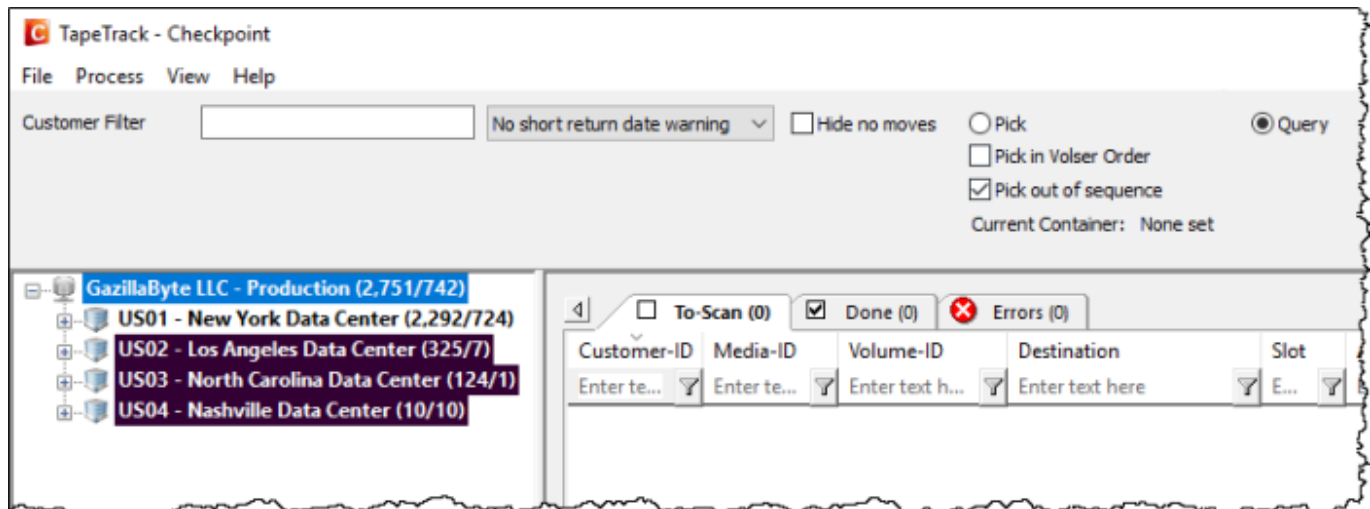 TapeTrack - Checkpoint
File Process View Help
Customer Filter No short return date warning Hide no moves Pick Query
Pick in Volser Order
Pick out of sequence
Current Container: None set
GazillaByte LLC - Production (2,751/742)
US01 - New York Data Center (2,292/724)
US02 - Los Angeles Data Center (325/7)
US03 - North Carolina Data Center (124/1)
US04 - Nashville Data Center (10/10)
To-Scan (0) Done (0) Errors (0)
Customer-ID Media-ID Volume-ID Destination Slot
Enter te... Enter te... Enter text h... Enter text here E...